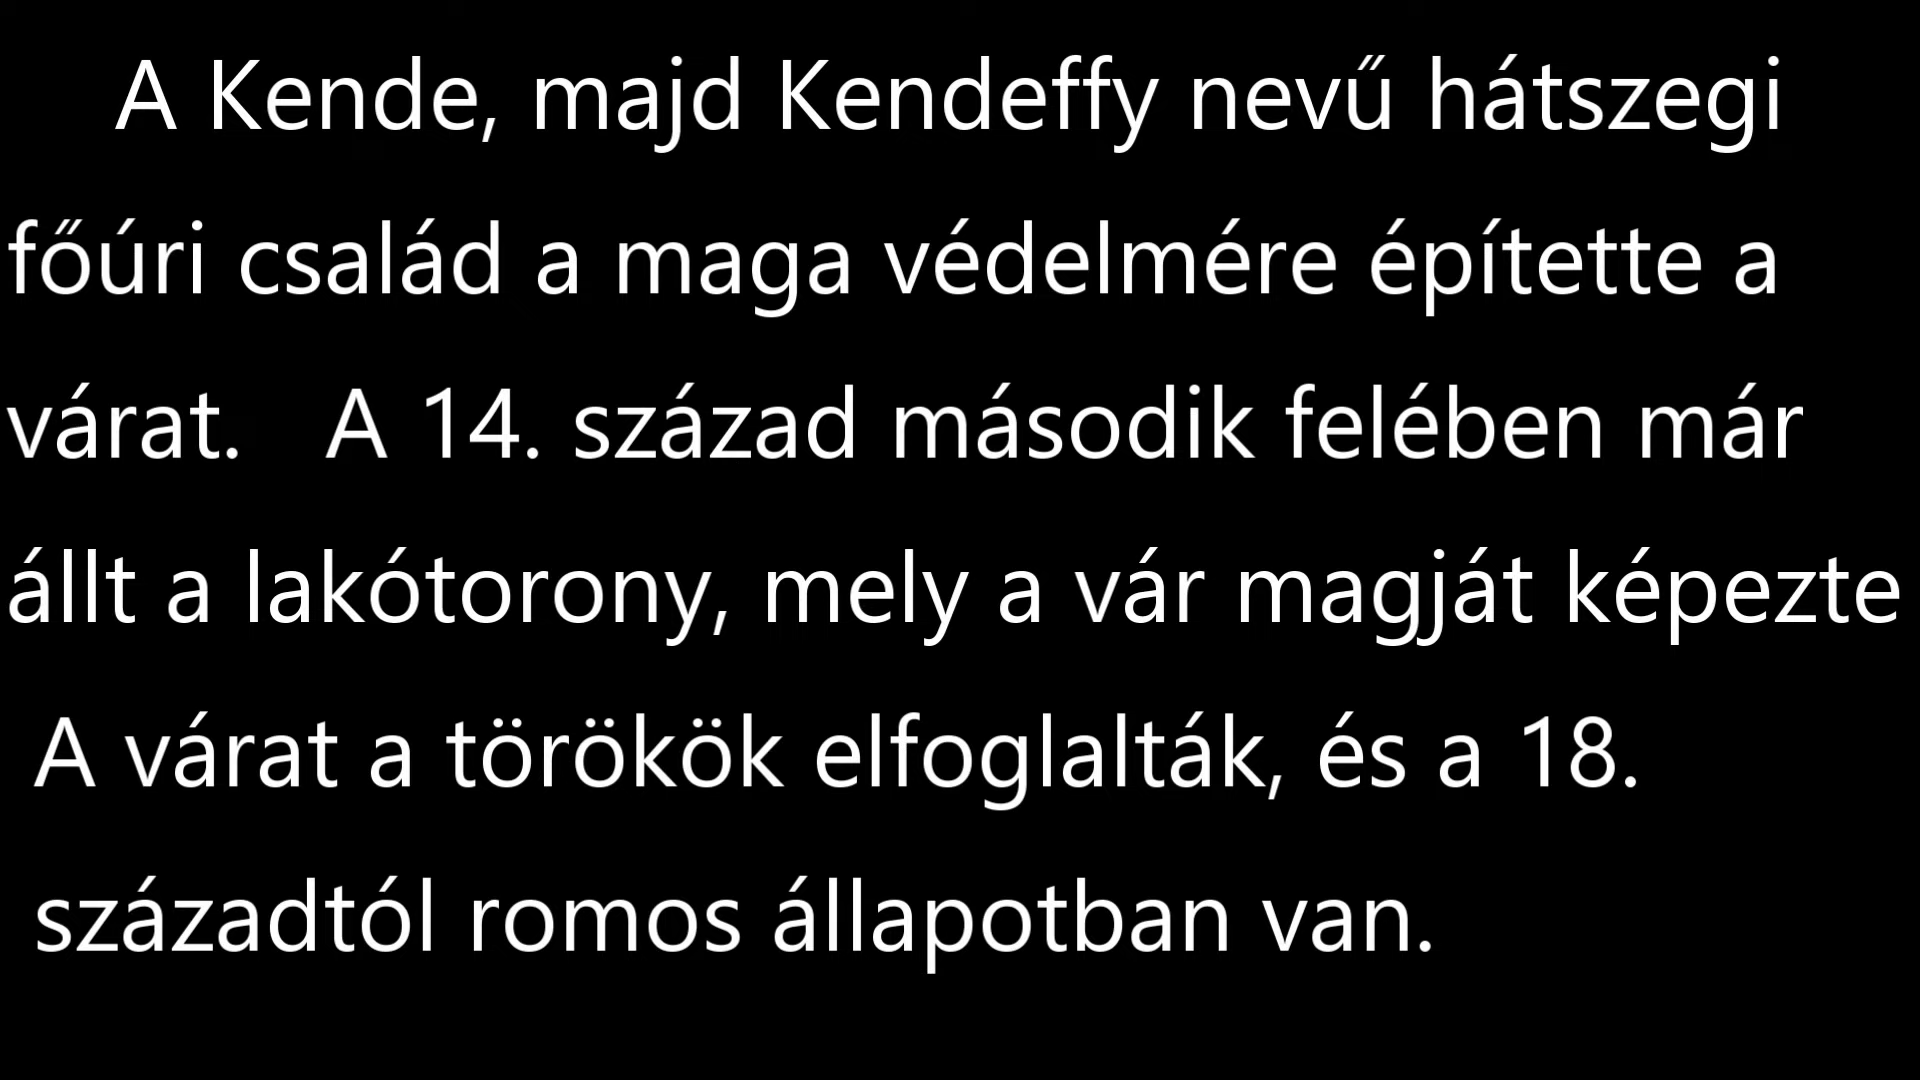 A Kende, majd Kendeffy nevű hátszegi
főúri család a maga védelmére építette a
várat. A 14. század második felében már
állt a lakótorony, mely a vár magját képezte
A várat a törökök elfoglalták, és a 18.
századtól romos állapotban van.